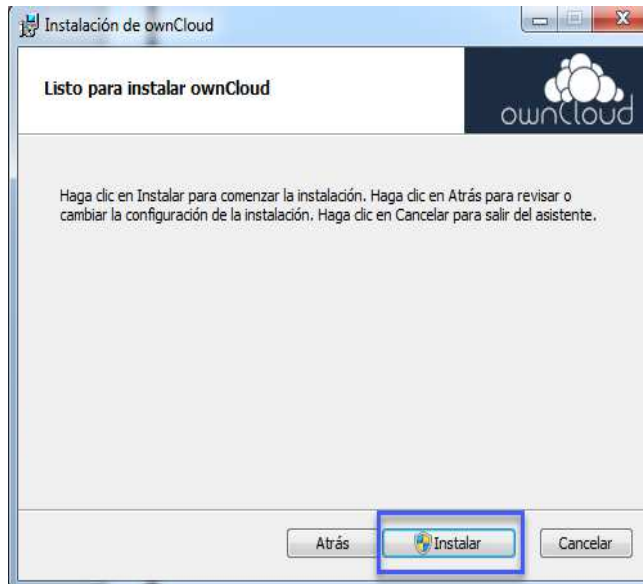 Instalación de ownCloud
Listo para instalar ownCloud
ownCloud
Haga clic en Instalar para comenzar la instalación. Haga clic en Atrás para revisar o
cambiar la configuración de la instalación. Haga clic en Cancelar para salir del asistente.
Atrás
Instalar
Cancelar